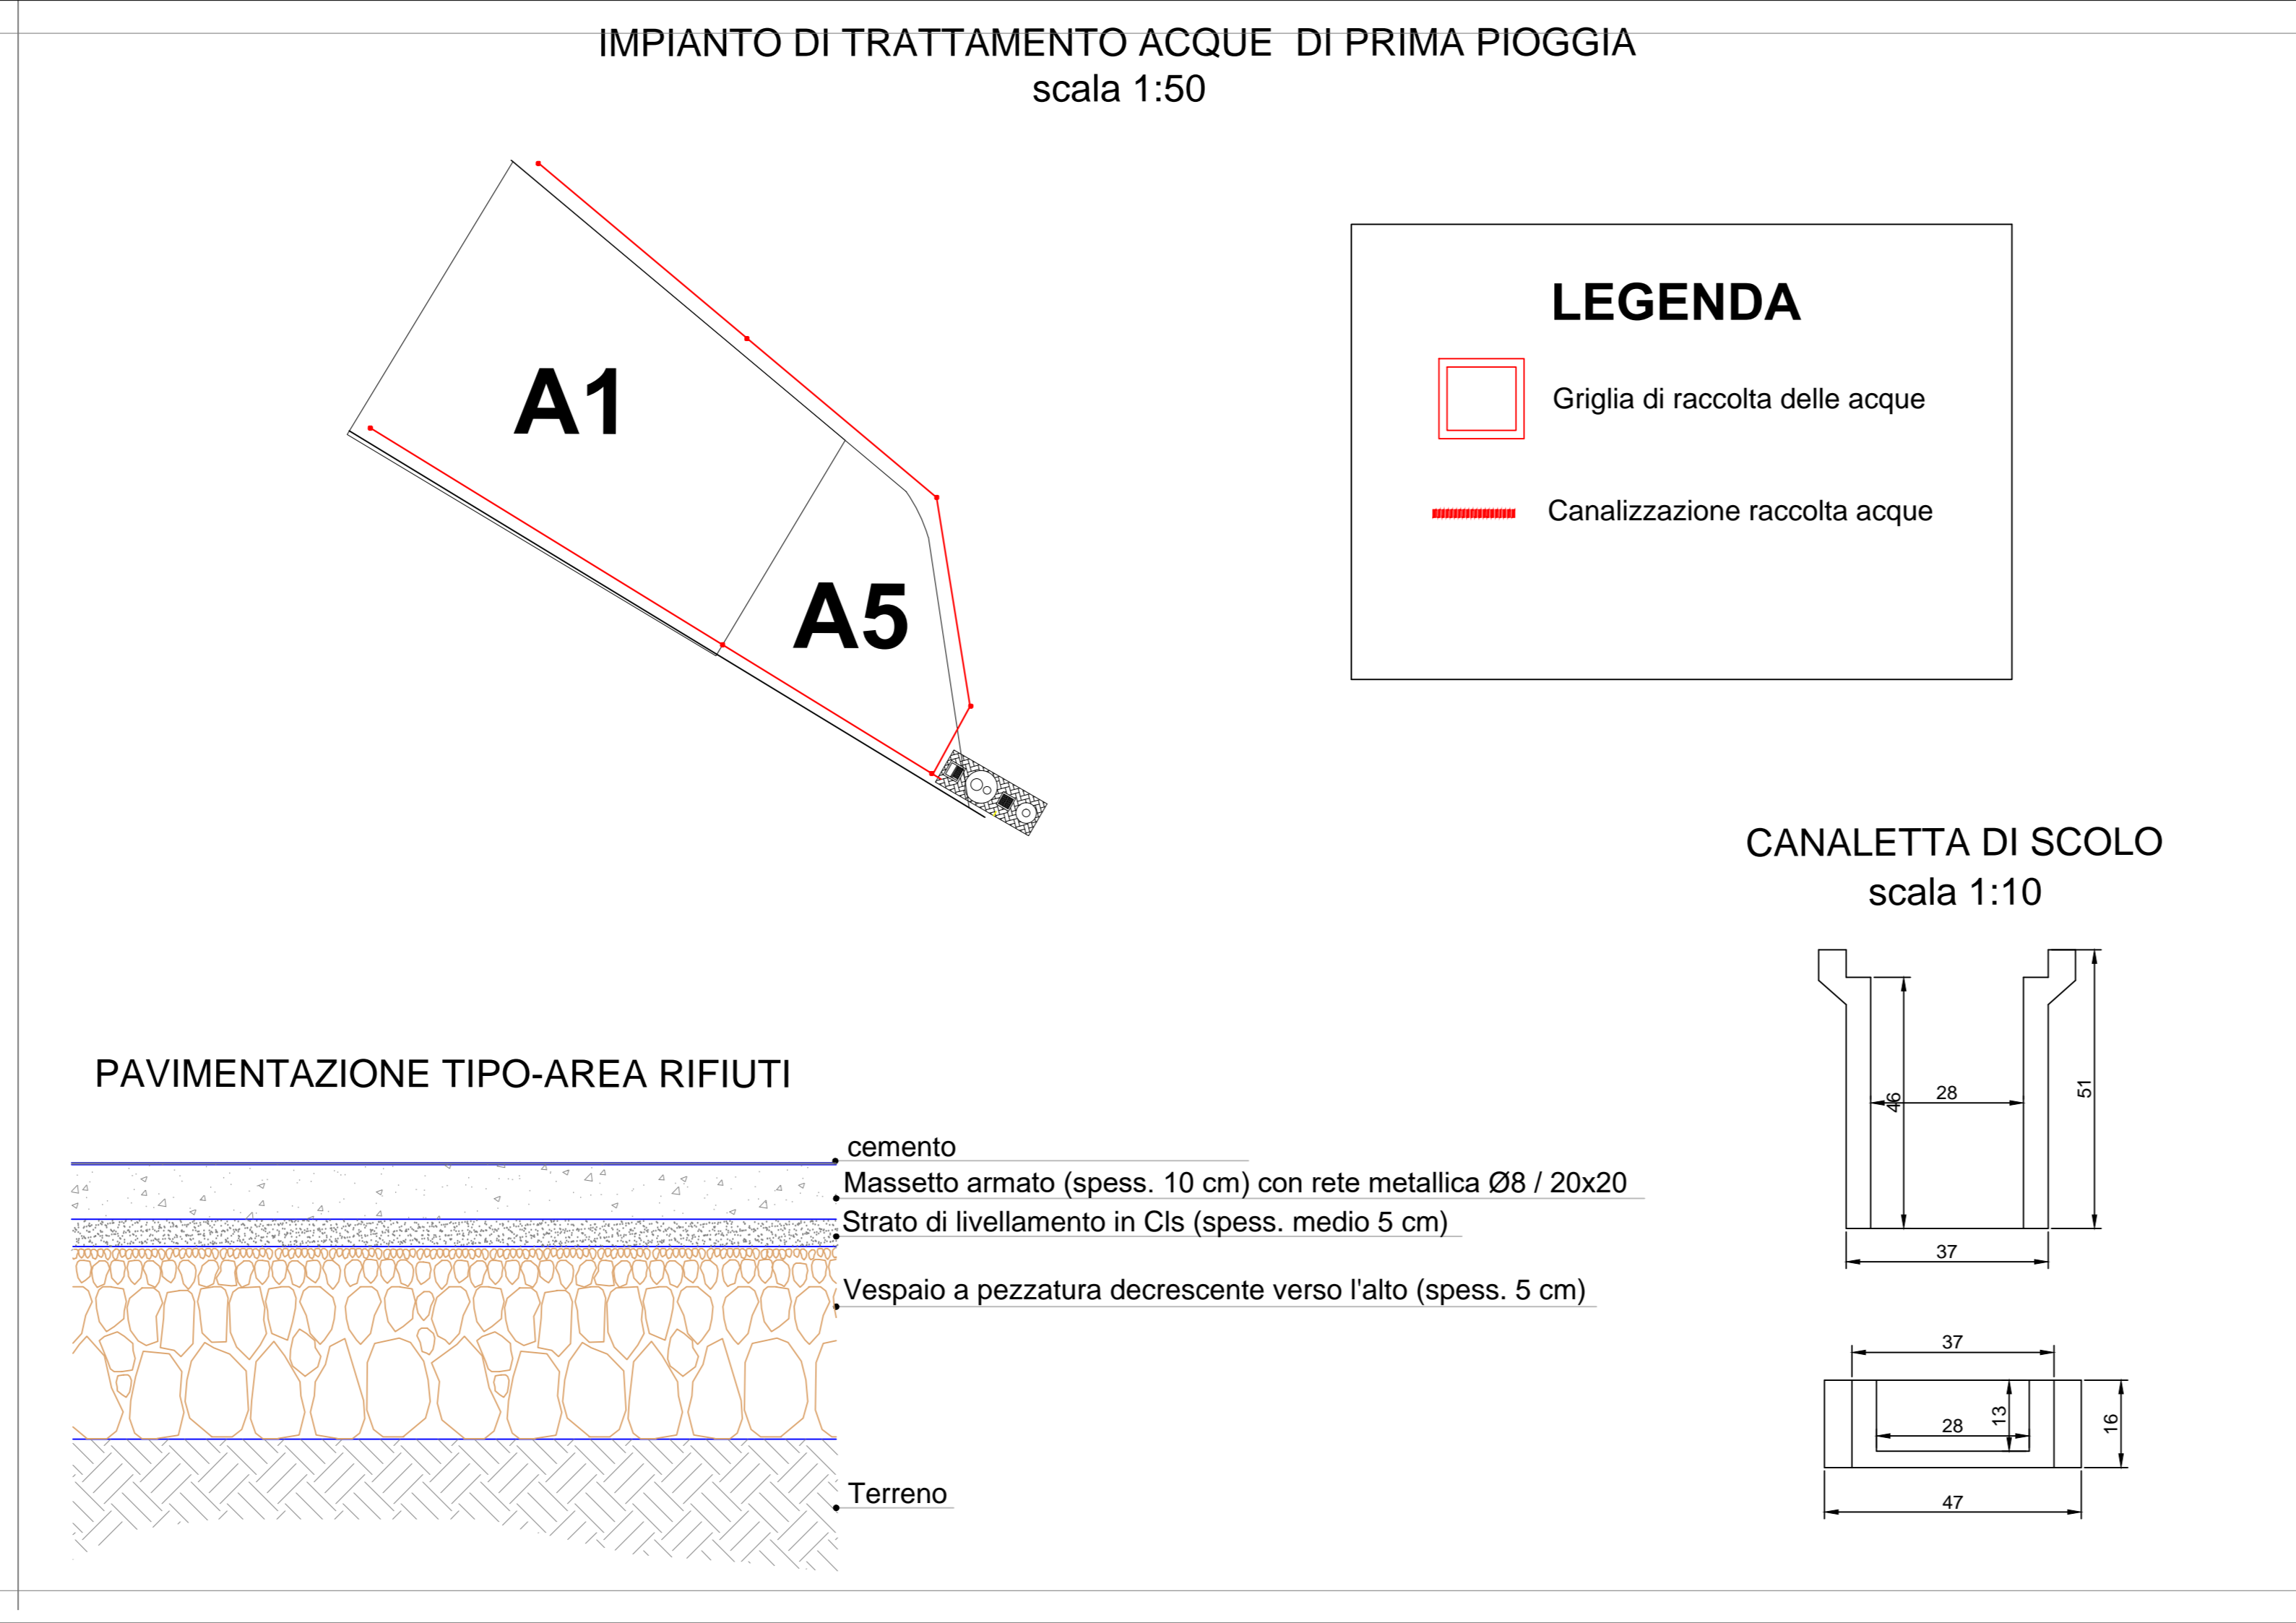 IMPIANTO DI TRATTAMENTO ACQUE DI PRIMA PIOGGIA
scala 1:50
A1
A5
LEGENDA
Griglia di raccolta delle acque
Canalizzazione raccolta acque
CANALETTA DI SCOLO
scala 1:10
46
28
51
37
37
28
13
16
47
PAVIMENTAZIONE TIPO-AREA RIFIUTI
cemento
Massetto armato (spess. 10 cm) con rete metallica Ø8 / 20x20
Strato di livellamento in Cls (spess. medio 5 cm)
Vespaio a pezzatura decrescente verso l'alto (spess. 5 cm)
Terreno